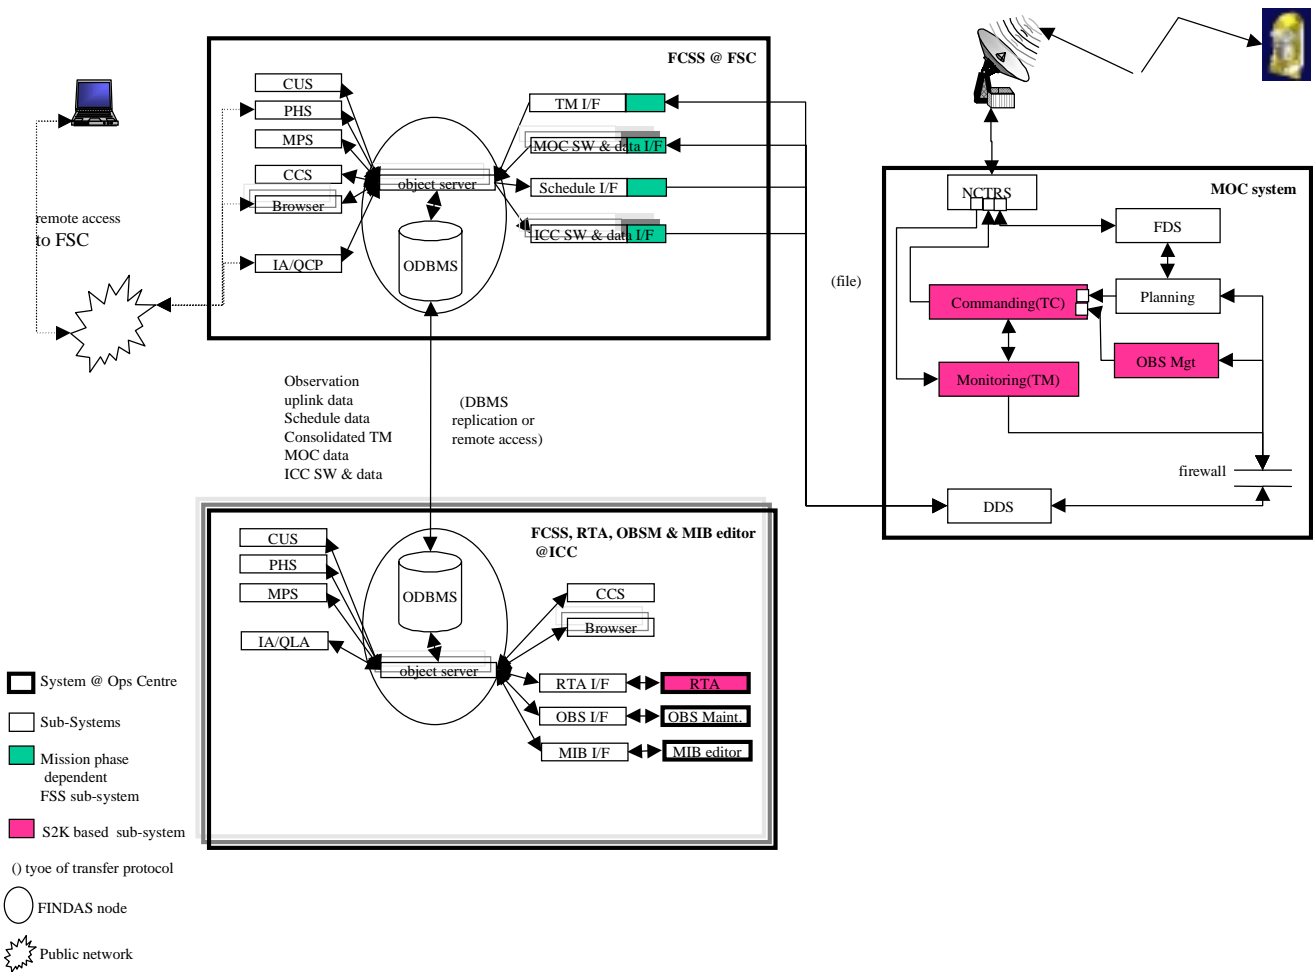 FCSS @ FSC
CUS
PHS
MPS
CCS
Browser
IA/QCP
object server
ODBMS
TM I/F
MOC SW & data I/F
Schedule I/F
ICC SW & data I/F
remote access
to FSC
(file)
MOC system
NCTRS
FDS
Commanding(TC)
Planning
OBS Mgt
Monitoring(TM)
firewall
DDS
Observation
uplink data
Schedule data
Consolidated TM
MOC data
ICC SW & data
(DBMS
replication or
remote access)
FCSS, RTA, OBSM & MIB editor
@ICC
CUS
PHS
MPS
IA/QLA
ODBMS
object server
CCS
Browser
RTA I/F
RTA
OBS I/F
OBS Maint.
MIB I/F
MIB editor
System @ Ops Centre
Sub-Systems
Mission phase
dependent
FSS sub-system
S2K based sub-system
() tyoe of transfer protocol
FINDAS node
Public network